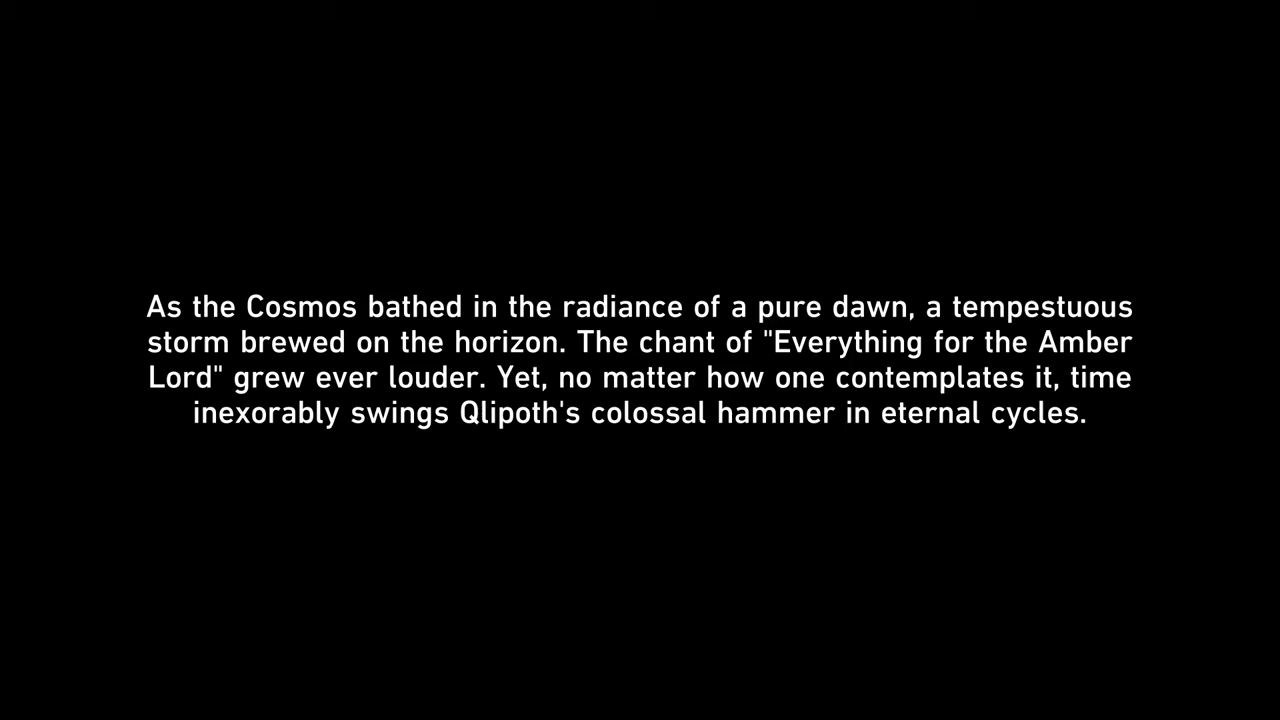 As the Cosmos bathed in the radiance of a pure dawn, a tempestuous
storm brewed on the horizon. The chant of "Everything for the Amber
Lord" grew ever louder. Yet, no matter how one contemplates it, time
inexorably swings Qlipoth's colossal hammer in eternal cycles.